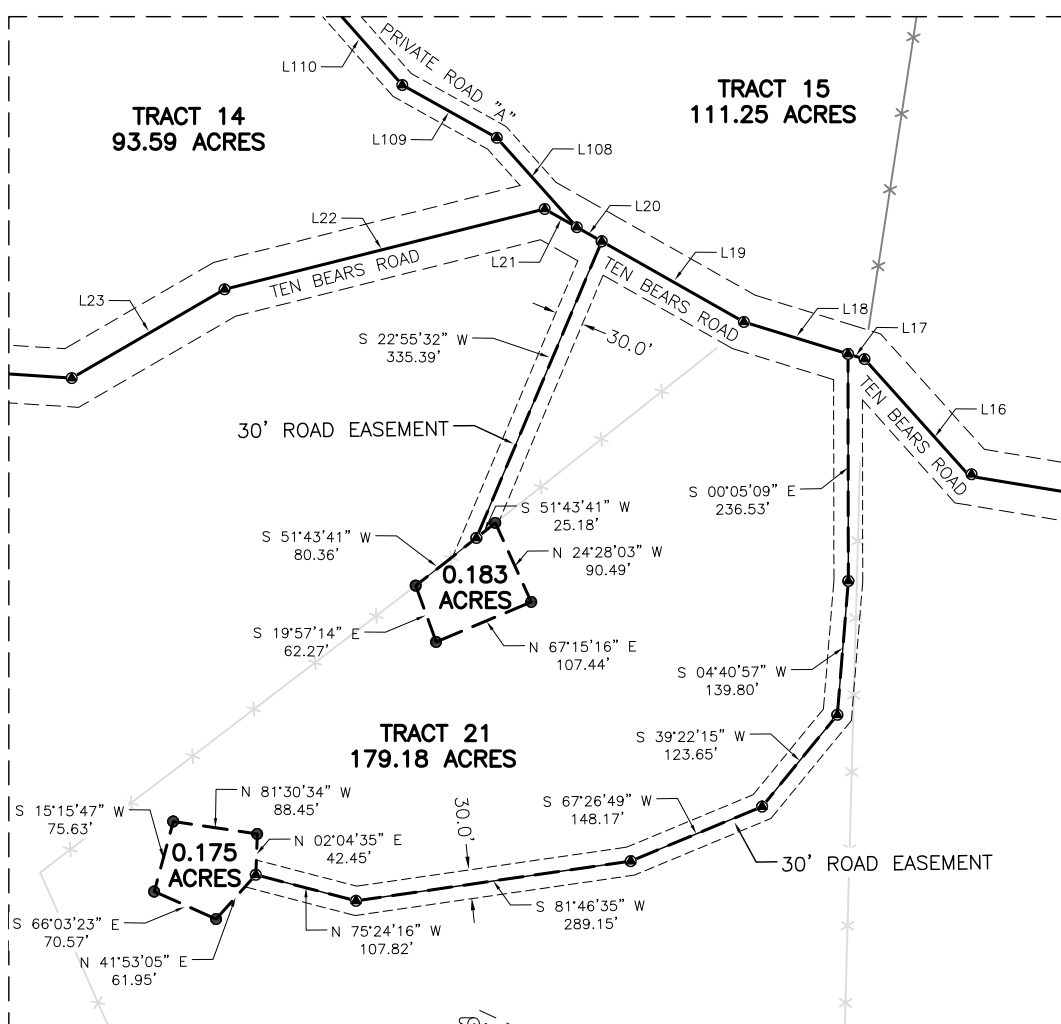 PRIVATE ROAD "A"
L110
TRACT 14
93.59 ACRES
TRACT 15
111.25 ACRES
L109
L108
L20
L22
L21
L19
TEN BEARS ROAD
TEN BEARS ROAD
L23
L18
L17
S 22°55'32" W
335.39'
30.0'
TEN BEARS ROAD
L16
30' ROAD EASEMENT
S 00°05'09" E
236.53'
S 51°43'41" W
25.18'
S 51°43'41" W
80.36'
N 24°28'03" W
90.49'
0.183
ACRES
S 19°57'14" E
62.27'
N 67°15'16" E
107.44'
S 04°40'57" W
139.80'
TRACT 21
179.18 ACRES
S 39°22'15" W
123.65'
N 81°30'34" W
88.45'
S 15°15'47" W
75.63'
30.0'
S 67°26'49" W
148.17'
N 02°04'35" E
42.45'
0.175
ACRES
30' ROAD EASEMENT
S 66°03'23" E
70.57'
N 75°24'16" W
107.82'
S 81°46'35" W
289.15'
N 41°53'05" E
61.95'